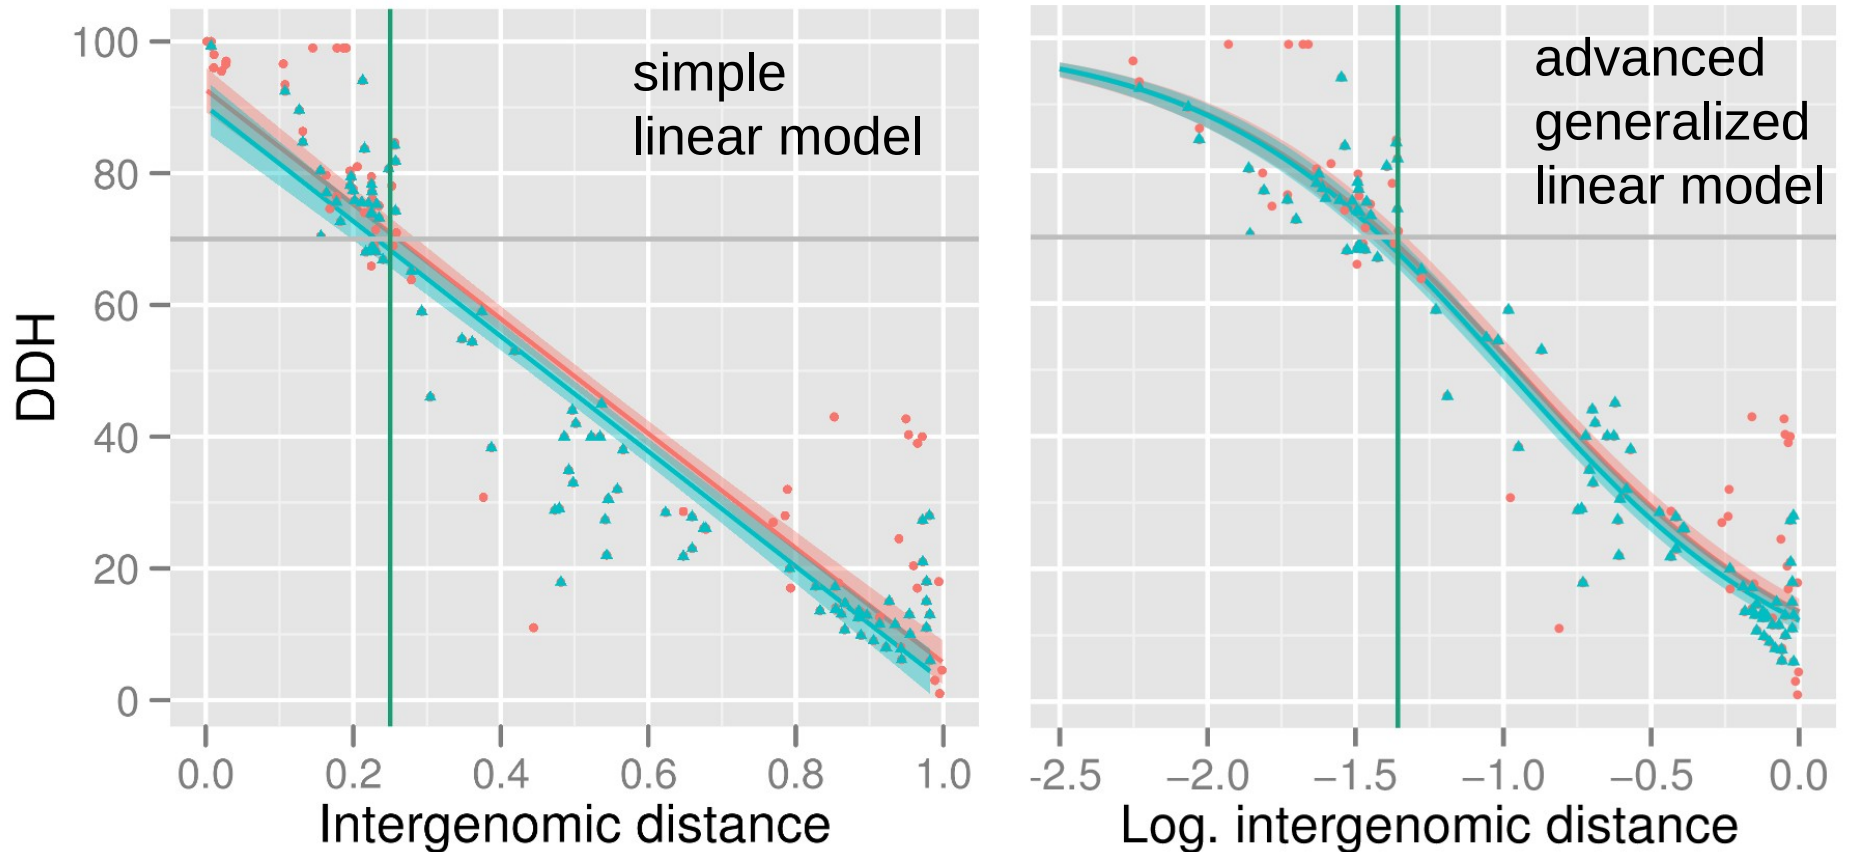 simple
linear model
advanced
generalized
linear model
DDH
100
80
60
40
20
0
0.0 0.2 0.4 0.6 0.8 1.0
Intergenomic distance
-2.5 −2.0 −1.5 −1.0 −0.5 0.0
Log. intergenomic distance